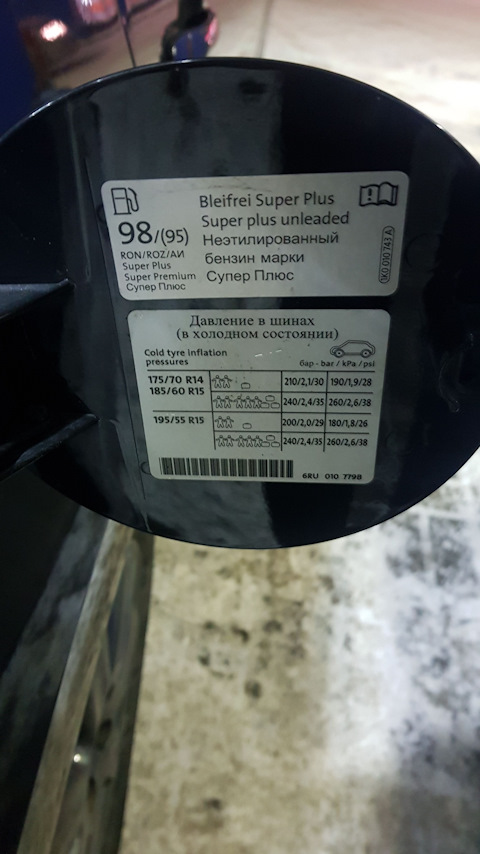 98/(95)
RON/ROZ/АИ
Super Plus
Super Premium
Супер Плюс
Bleifrei Super Plus
Super plus unleaded
Неэтилированный
бензин марки
Супер Плюс
1K0 010 743 A
Давление в шинах
(в холодном состоянии)
Cold tyre inflation
pressures
бар - bar / kPa / psi
175/70 R14
185/60 R15
210/2,1/30 190/1,9/28
240/2,4/35 260/2,6/38
195/55 R15
200/2,0/29 180/1,8/26
240/2,4/35 260/2,6/38
6RU 010 779B